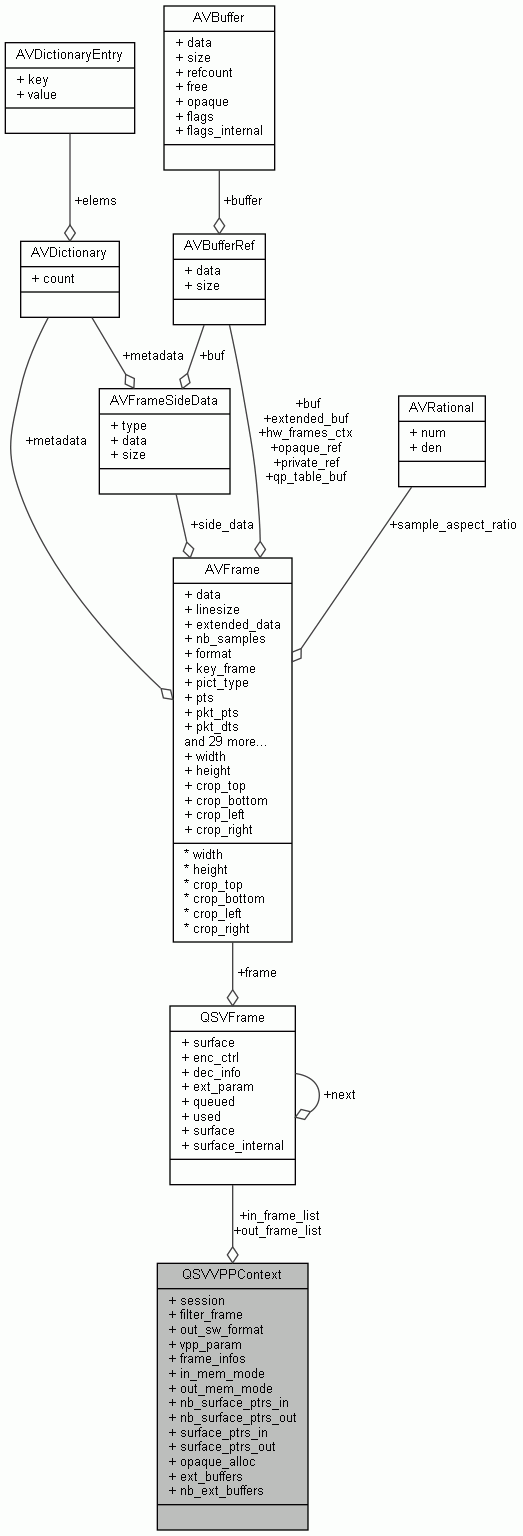 AVBuffer
+ data
+ size
+ refcount
+ free
+ opaque
+ flags
+ flags_internal
AVDictionaryEntry
+ key
+ value
+elems
+buffer
AVDictionary
+ count
AVBufferRef
+ data
+ size
+metadata
+buf
AVFrameSideData
+ type
+ data
+ size
+metadata
+buf
+extended_buf
+hw_frames_ctx
+opaque_ref
+private_ref
+qp_table_buf
AVRational
+ num
+ den
+side_data
+sample_aspect_ratio
AVFrame
+ data
+ linesize
+ extended_data
+ nb_samples
+ format
+ key_frame
+ pict_type
+ pts
+ pkt_pts
+ pkt_dts
and 29 more...
+ width
+ height
+ crop_top
+ crop_bottom
+ crop_left
+ crop_right
* width
* height
* crop_top
* crop_bottom
* crop_left
* crop_right
+frame
QSVFrame
+ surface
+ enc_ctrl
+ dec_info
+ ext_param
+ queued
+ used
+ surface
+ surface_internal
+next
+in_frame_list
+out_frame_list
QSVVPPContext
+ session
+ filter_frame
+ out_sw_format
+ vpp_param
+ frame_infos
+ in_mem_mode
+ out_mem_mode
+ nb_surface_ptrs_in
+ nb_surface_ptrs_out
+ surface_ptrs_in
+ surface_ptrs_out
+ opaque_alloc
+ ext_buffers
+ nb_ext_buffers